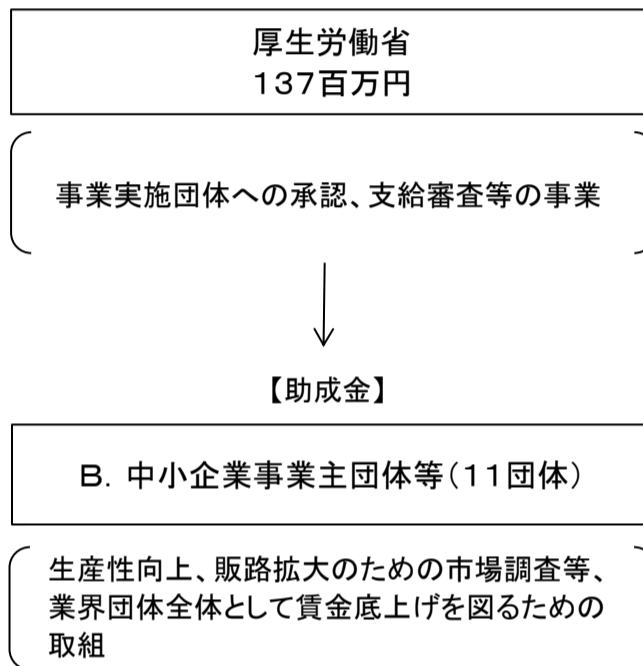 厚生労働省
137百万円
事業実施団体への承認、支給審査等の事業
【助成金】
B．中小企業事業主団体等（11団体）
生産性向上、販路拡大のための市場調査等、
業界団体全体として賃金底上げを図るための
取組